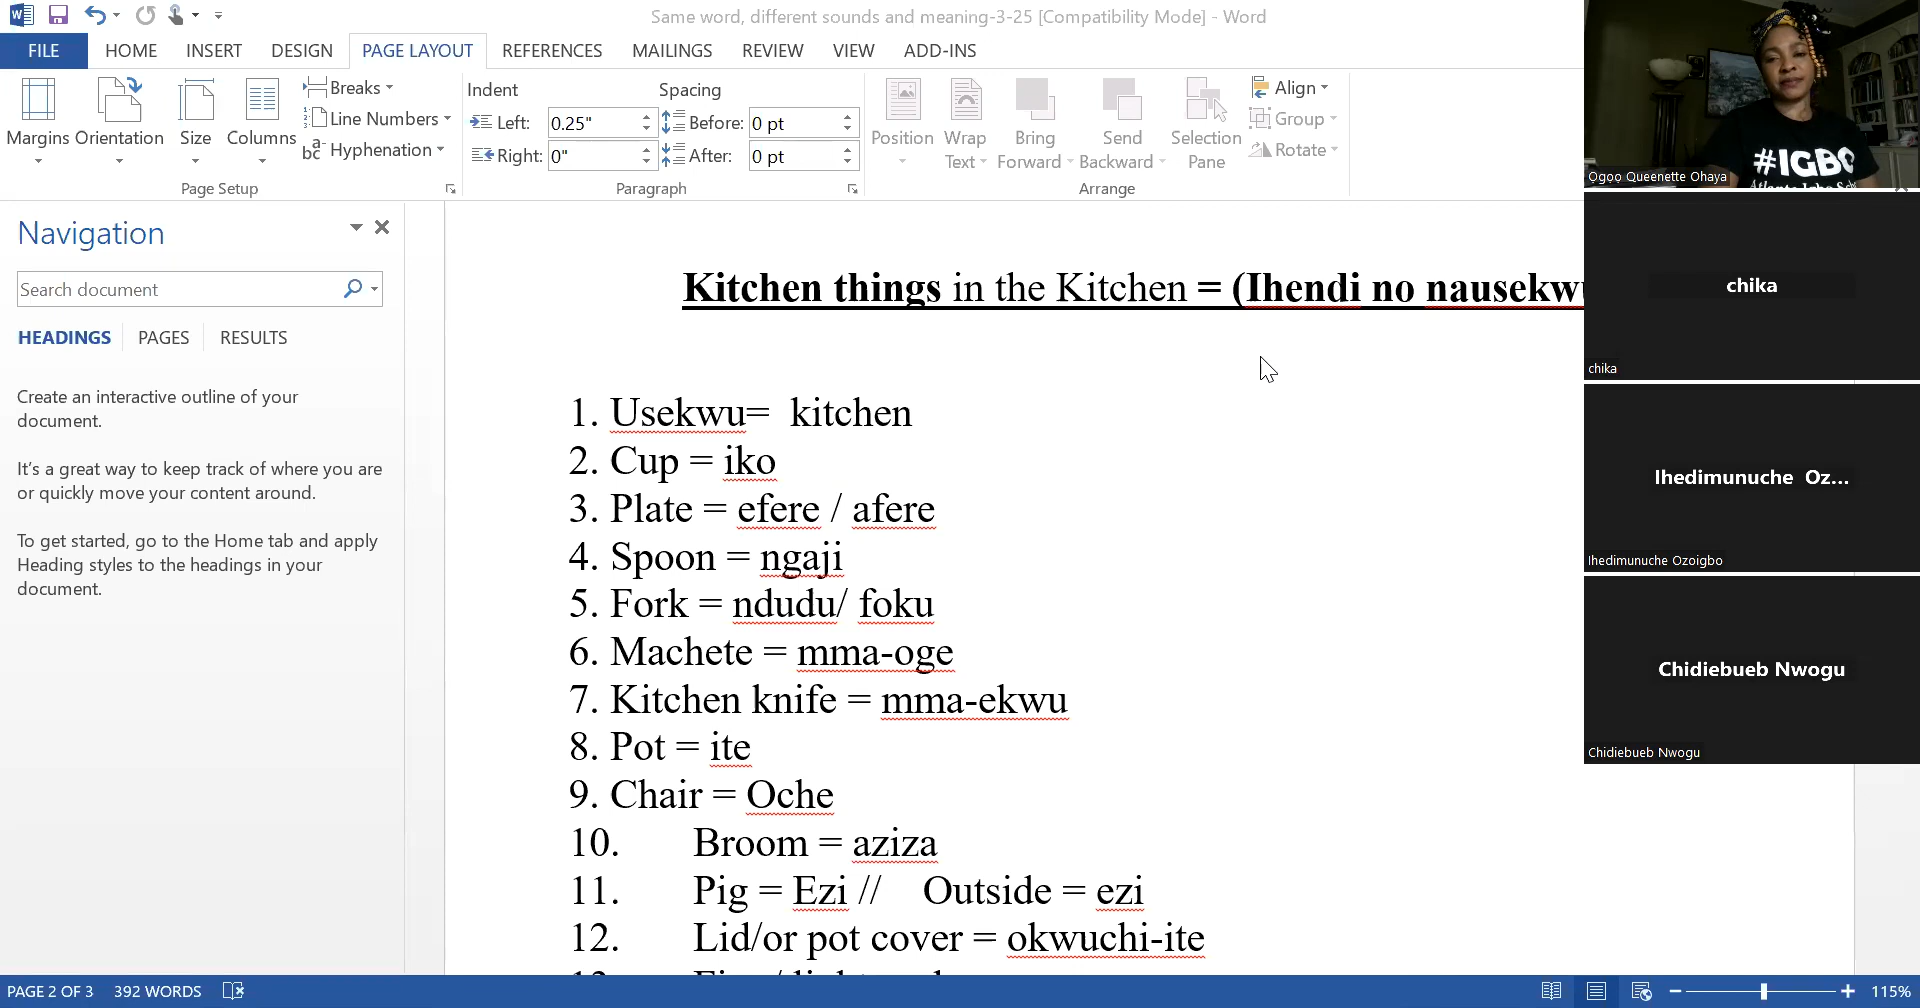 Same word, different sounds and meaning-3-25 [Compatibility Mode] - Word
FILE HOME INSERT DESIGN PAGE LAYOUT REFERENCES MAILINGS REVIEW VIEW ADD-INS
Margins
Orientation
Size
Columns
Breaks
Line Numbers
Hyphenation
Page Setup
Indent
Left: 0.25"
Right: 0"
Spacing
Before: 0 pt
After: 0 pt
Paragraph
Position
Wrap Text
Bring Forward
Send Backward
Selection Pane
Align
Group
Rotate
Arrange
#IGBO
Ogọọ Queenette Ohaya
Navigation
Search document
HEADINGS PAGES RESULTS
Create an interactive outline of your
document.
It's a great way to keep track of where you are
or quickly move your content around.
To get started, go to the Home tab and apply
Heading styles to the headings in your
document.
Kitchen things in the Kitchen = (Ihendi no nausekwu
1. Usekwu= kitchen
2. Cup = iko
3. Plate = efere / afere
4. Spoon = ngaji
5. Fork = ndudu/ foku
6. Machete = mma-oge
7. Kitchen knife = mma-ekwu
8. Pot = ite
9. Chair = Oche
10. Broom = aziza
11. Pig = Ezi // Outside = ezi
12. Lid/or pot cover = okwuchi-ite
chika
chika
Ihedimunuche Oz...
Ihedimunuche Ozoigbo
Chidiebueb Nwogu
Chidiebueb Nwogu
PAGE 2 OF 3 392 WORDS
115%